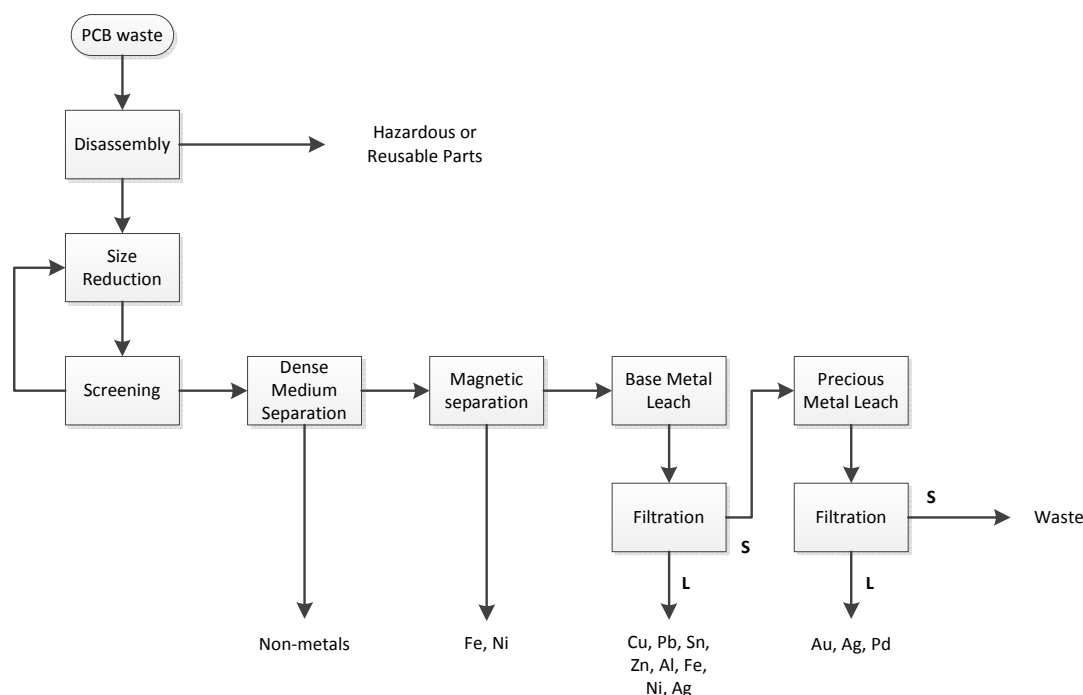 PCB waste
Disassembly
Hazardous or
Reusable Parts
Size
Reduction
Screening
Dense
Medium
Separation
Magnetic
separation
Base Metal
Leach
Precious
Metal Leach
Filtration
S
L
Filtration
S
L
Waste
Non-metals
Fe, Ni
Cu, Pb, Sn,
Zn, Al, Fe,
Ni, Ag
Au, Ag, Pd